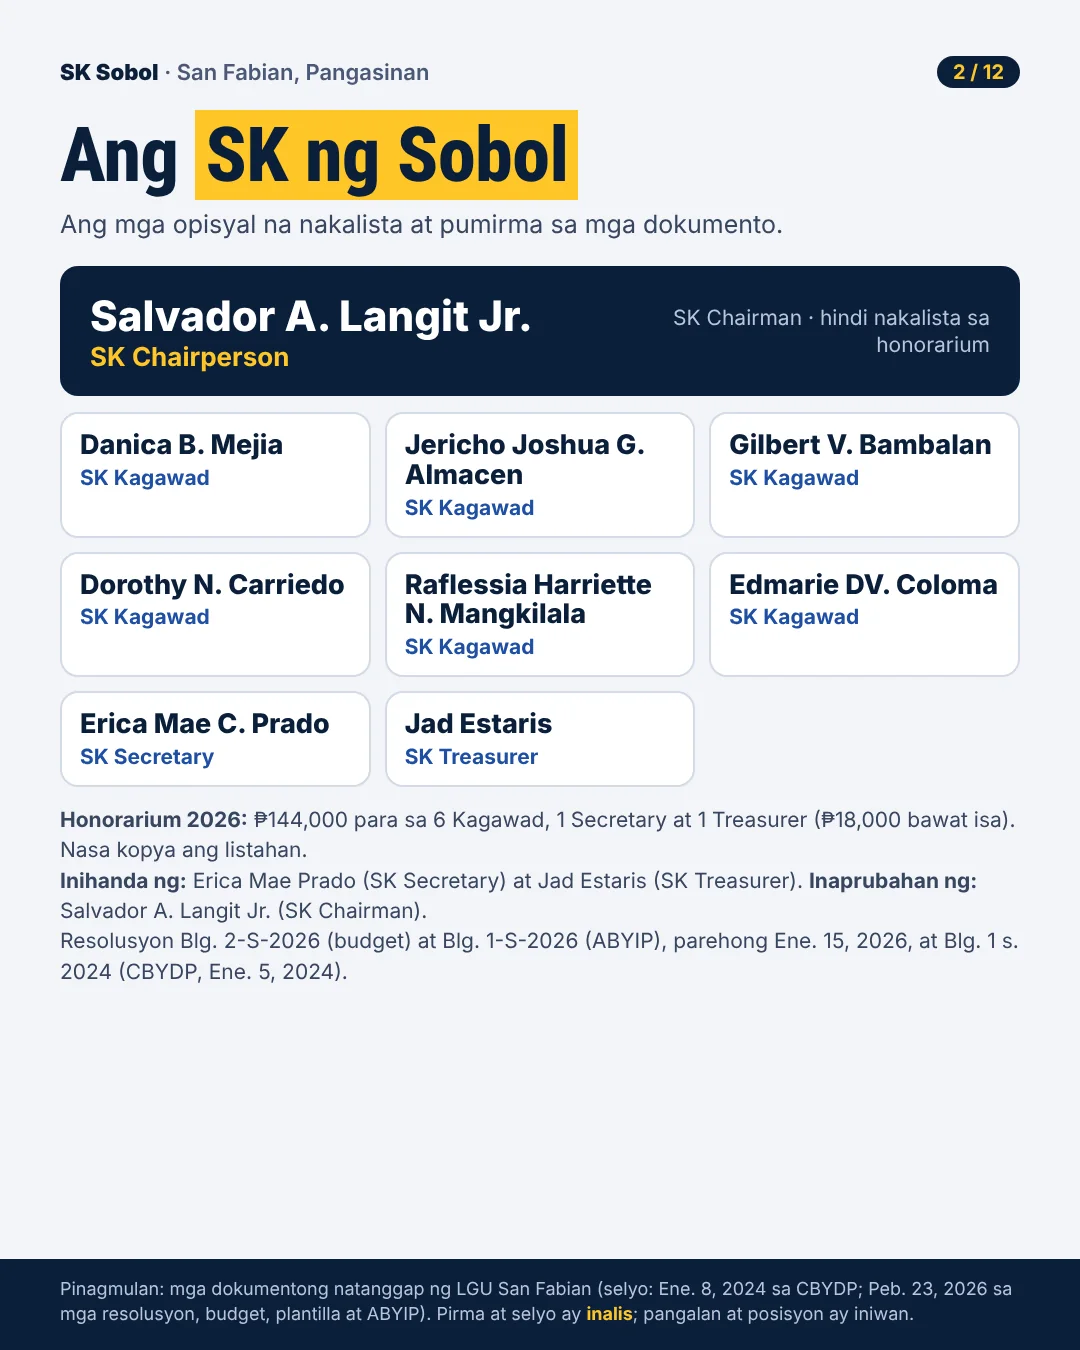 SK Sobol · San Fabian, Pangasinan
2 / 12
Ang SK ng Sobol
Ang mga opisyal na nakalista at pumirma sa mga dokumento.
Salvador A. Langit Jr.
SK Chairperson
SK Chairman · hindi nakalista sa
honorarium
Danica B. Mejia
SK Kagawad
Jericho Joshua G.
Almacen
SK Kagawad
Gilbert V. Bambalan
SK Kagawad
Dorothy N. Carriedo
SK Kagawad
Raflessia Harriette
N. Mangkilala
SK Kagawad
Edmarie DV. Coloma
SK Kagawad
Erica Mae C. Prado
SK Secretary
Jad Estaris
SK Treasurer
Honorarium 2026: ₱144,000 para sa 6 Kagawad, 1 Secretary at 1 Treasurer (₱18,000 bawat isa).
Nasa kopya ang listahan.
Inihanda ng: Erica Mae Prado (SK Secretary) at Jad Estaris (SK Treasurer). Inaprubahan ng:
Salvador A. Langit Jr. (SK Chairman).
Resolusyon Blg. 2-S-2026 (budget) at Blg. 1-S-2026 (ABYIP), parehong Ene. 15, 2026, at Blg. 1 s.
2024 (CBYDP, Ene. 5, 2024).
Pinagmulan: mga dokumentong natanggap ng LGU San Fabian (selyo: Ene. 8, 2024 sa CBYDP; Peb. 23, 2026 sa
mga resolusyon, budget, plantilla at ABYIP). Pirma at selyo ay inalis; pangalan at posisyon ay iniwan.